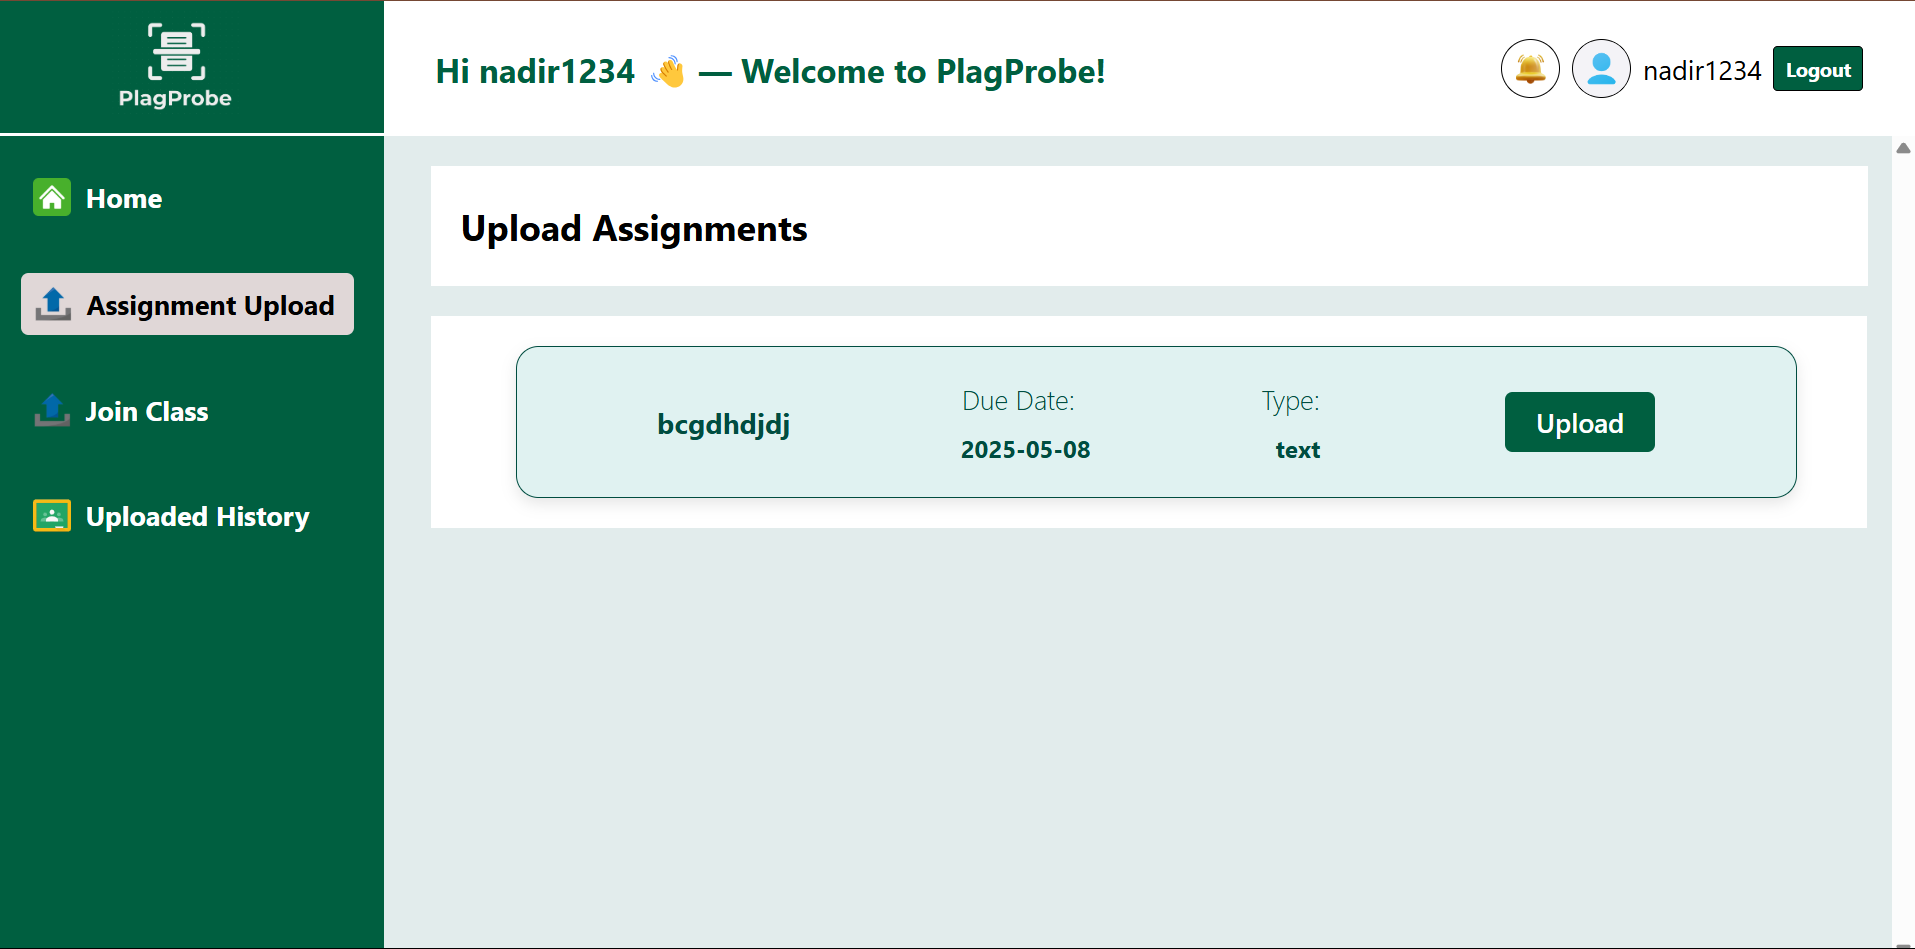 PlagProbe
Hi nadir1234 👋 — Welcome to PlagProbe!
nadir1234
Logout
Home
Assignment Upload
Join Class
Uploaded History
Upload Assignments
bcgdhdjdj
Due Date:
2025-05-08
Type:
text
Upload